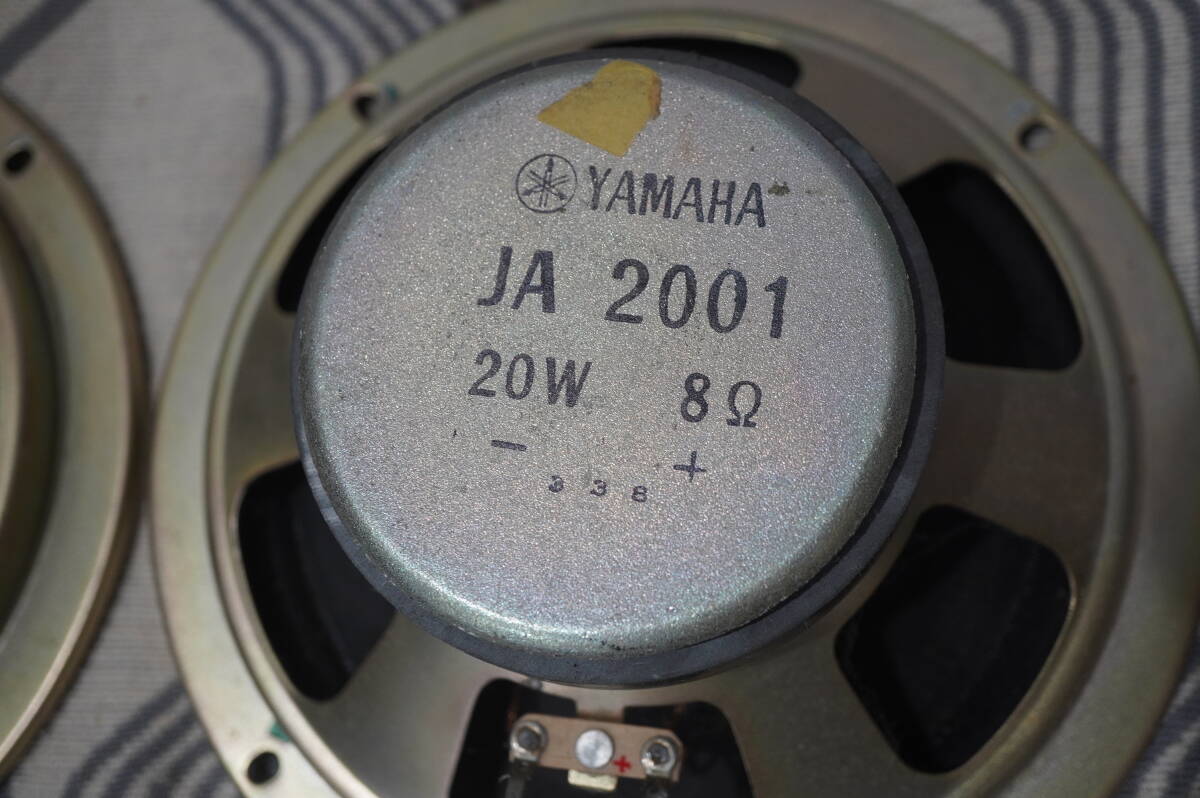 YAMAHA
JA 2001
20W 8Ω
− +
338
+